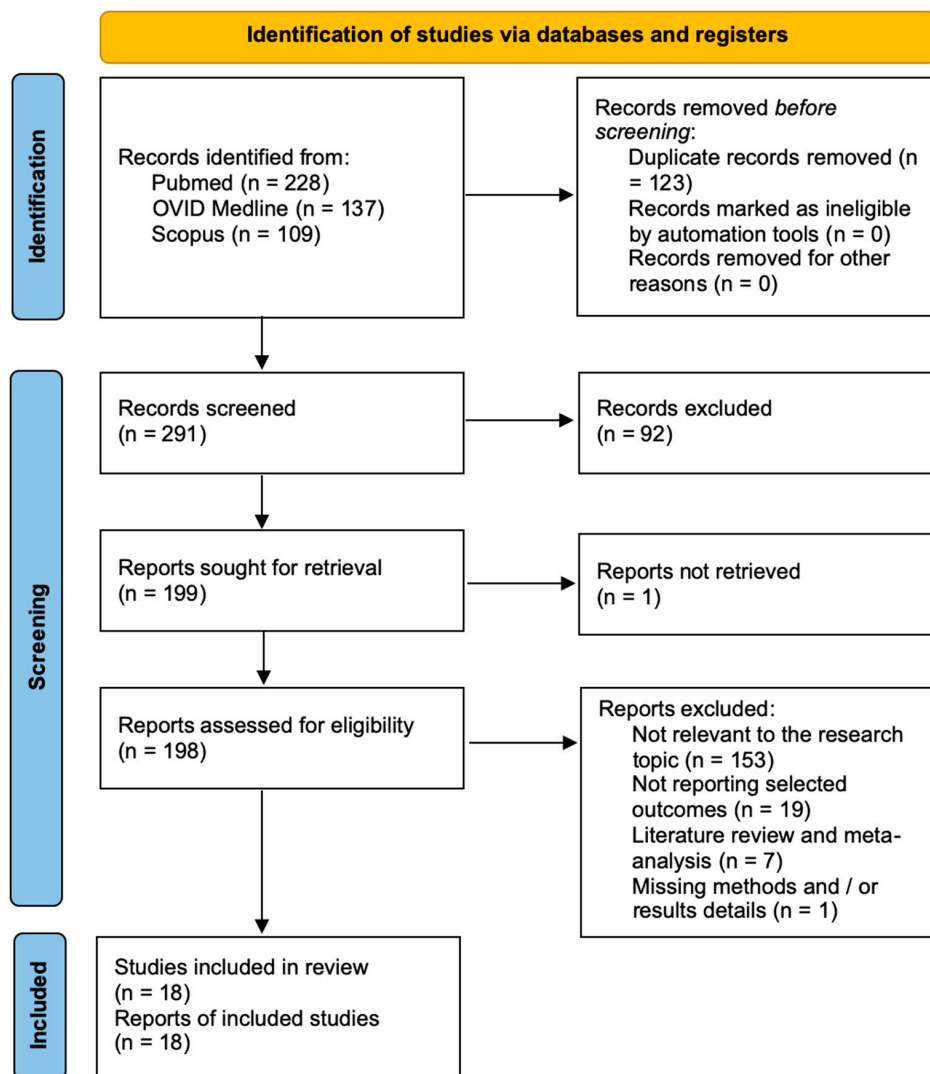 Identification of studies via databases and registers
Identification
Records identified from:
Pubmed (n = 228)
OVID Medline (n = 137)
Scopus (n = 109)
Records removed before
screening:
Duplicate records removed (n
= 123)
Records marked as ineligible
by automation tools (n = 0)
Records removed for other
reasons (n = 0)
Screening
Records screened
(n = 291)
Records excluded
(n = 92)
Reports sought for retrieval
(n = 199)
Reports not retrieved
(n = 1)
Reports assessed for eligibility
(n = 198)
Reports excluded:
Not relevant to the research
topic (n = 153)
Not reporting selected
outcomes (n = 19)
Literature review and meta-
analysis (n = 7)
Missing methods and / or
results details (n = 1)
Included
Studies included in review
(n = 18)
Reports of included studies
(n = 18)